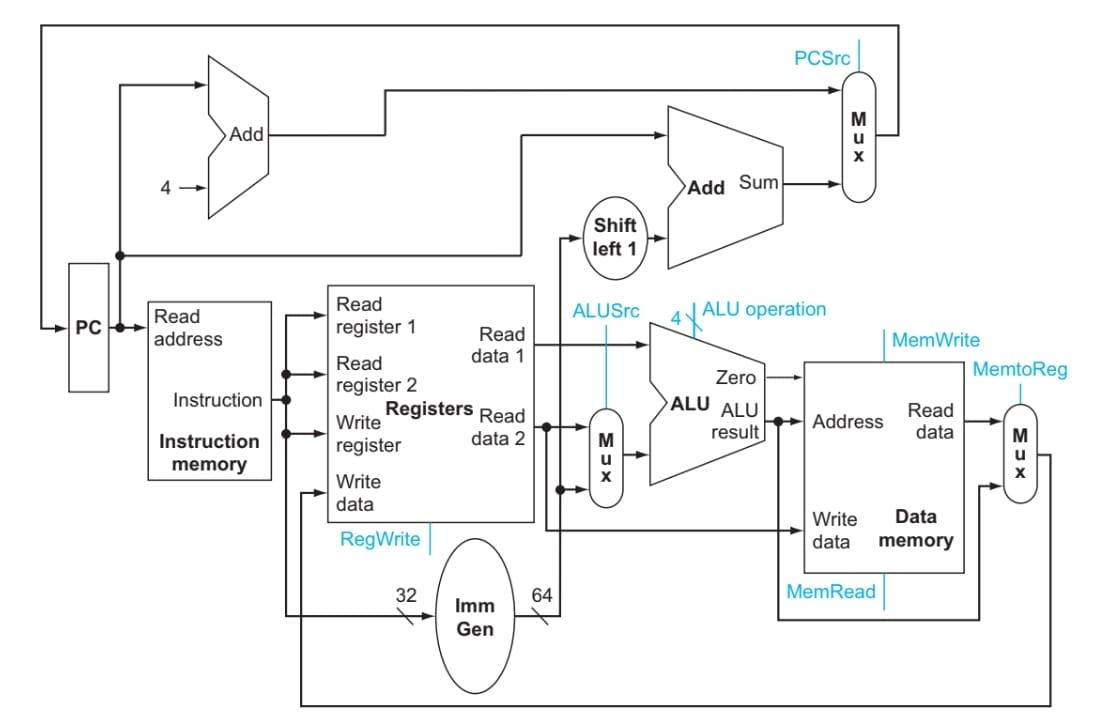 PCSrc
M
u
x
Add
4
Add Sum
Shift
left 1
PC
Read
address
Instruction
Instruction
memory
Read
register 1
Read
register 2
Write
register
Write
data
Registers
Read
data 1
Read
data 2
RegWrite
ALUSrc
M
u
x
4
ALU operation
Zero
ALU
ALU
result
MemWrite
MemtoReg
Address
Read
data
Write
data
Data
memory
MemRead
M
u
x
32
Imm
Gen
64